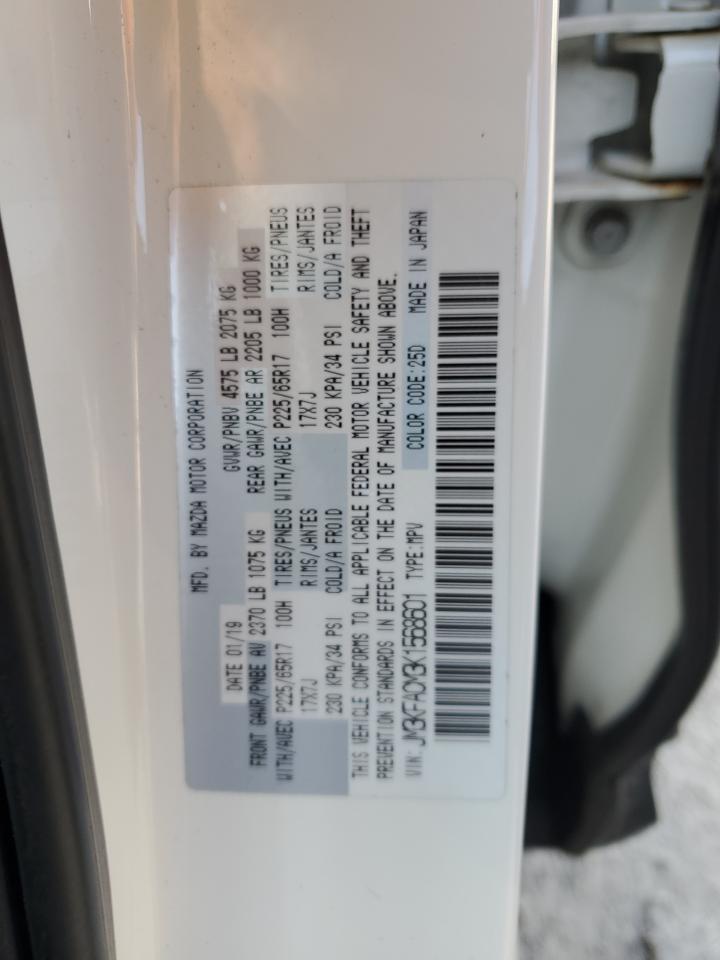 MFD. BY MAZDA MOTOR CORPORATION
DATE 01/19 GVWR/PNBV 4575 LB 2075 KG
FRONT GAWR/PNBE AV 2370 LB 1075 KG REAR GAWR/PNBE AR 2205 LB 1000 KG
WITH/AVEC P225/65R17 100H TIRES/PNEUS WITH/AVEC P225/65R17 100H TIRES/PNEUS
17X7J RIMS/JANTES 17X7J RIMS/JANTES
230 KPA/34 PSI COLD/A FROID 230 KPA/34 PSI COLD/A FROID
THIS VEHICLE CONFORMS TO ALL APPLICABLE FEDERAL MOTOR VEHICLE SAFETY AND THEFT
PREVENTION STANDARDS IN EFFECT ON THE DATE OF MANUFACTURE SHOWN ABOVE.
VIN: JM3KFACM3K1568601 TYPE:MPV COLOR CODE:25D MADE IN JAPAN